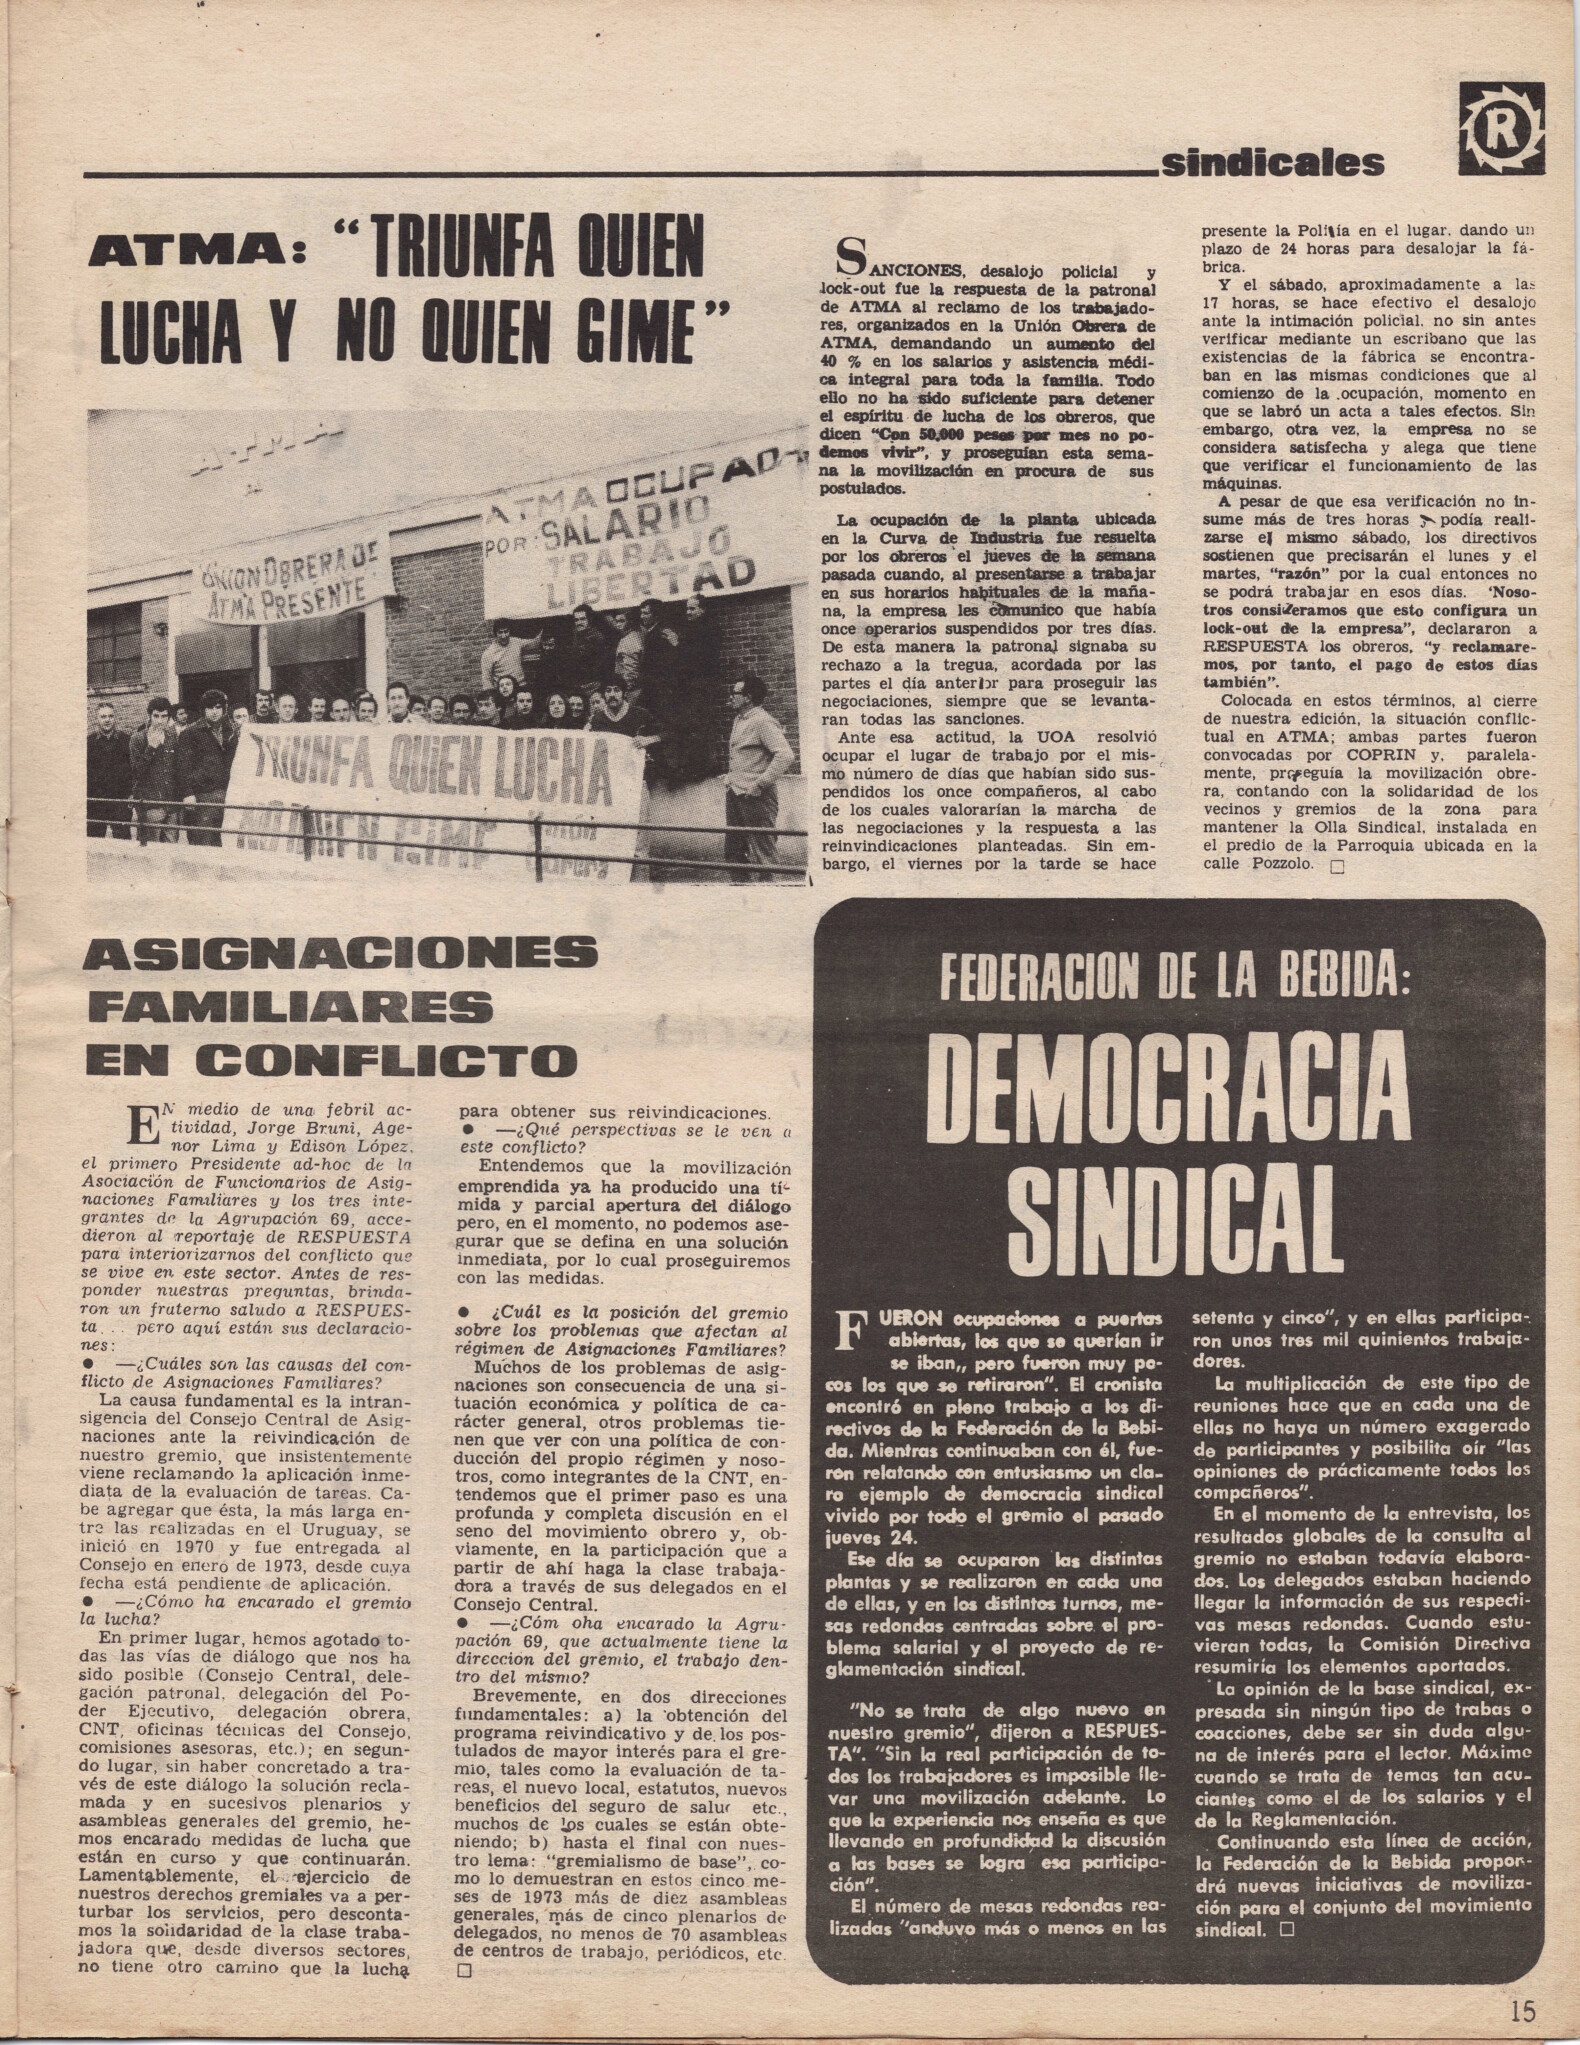 sindicales
R
ATMA: “TRIUNFA QUIEN
LUCHA Y NO QUIEN GIME”
ATMA
UNION OBRERA DE
ATMA PRESENTE
ATMA OCUPADA
POR: SALARIO
TRABAJO
LIBERTAD
TRIUNFA QUIEN LUCHA
NO QUIEN GIME
SANCIONES, desalojo policial y
lock-out fue la respuesta de la patronal
de ATMA al reclamo de los trabajado-
res, organizados en la Unión Obrera de
ATMA, demandando un aumento del
40 % en los salarios y asistencia médi-
ca integral para toda la familia. Todo
ello no ha sido suficiente para detener
el espíritu de lucha de los obreros, que
dicen “Con 50,000 pesos por mes no po-
demos vivir”, y proseguían esta sema-
na la movilización en procura de sus
postulados.
La ocupación de la planta ubicada
en la Curva de Industria fue resuelta
por los obreros el jueves de la semana
pasada cuando, al presentarse a trabajar
en sus horarios habituales de la maña-
na, la empresa les comunico que había
once operarios suspendidos por tres días.
De esta manera la patronal signaba su
rechazo a la tregua, acordada por las
partes el día anterior para proseguir las
negociaciones, siempre que se levanta-
ran todas las sanciones.
Ante esa actitud, la UOA resolvió
ocupar el lugar de trabajo por el mis-
mo número de días que habían sido sus-
pendidos los once compañeros, al cabo
de los cuales valorarían la marcha de
las negociaciones y la respuesta a las
reinvindicaciones planteadas. Sin em-
bargo, el viernes por la tarde se hace
presente la Policía en el lugar, dando un
plazo de 24 horas para desalojar la fá-
brica.
Y el sábado, aproximadamente a las
17 horas, se hace efectivo el desalojo
ante la intimación policial, no sin antes
verificar mediante un escribano que las
existencias de la fábrica se encontra-
ban en las mismas condiciones que al
comienzo de la ocupación, momento en
que se labró un acta a tales efectos. Sin
embargo, otra vez, la empresa no se
considera satisfecha y alega que tiene
que verificar el funcionamiento de las
máquinas.
A pesar de que esa verificación no in-
sume más de tres horas y podía reali-
zarse el mismo sábado, los directivos
sostienen que precisarán el lunes y el
martes, “razón” por la cual entonces no
se podrá trabajar en esos días. ‘Noso-
tros consideramos que esto configura un
lock-out de la empresa”, declararon a
RESPUESTA los obreros, “y reclamare-
mos, por tanto, el pago de estos días
también”.
Colocada en estos términos, al cierre
de nuestra edición, la situación conflic-
tual en ATMA; ambas partes fueron
convocadas por COPRIN y, paralela-
mente, proseguía la movilización obre-
ra, contando con la solidaridad de los
vecinos y gremios de la zona para
mantener la Olla Sindical, instalada en
el predio de la Parroquia ubicada en la
calle Pozzolo. □
ASIGNACIONES
FAMILIARES
EN CONFLICTO
EN medio de una febril ac-
tividad, Jorge Bruni, Age-
nor Lima y Edison López,
el primero Presidente ad-hoc de la
Asociación de Funcionarios de Asig-
naciones Familiares y los tres inte-
grantes de la Agrupación 69, acce-
dieron al reportaje de RESPUESTA
para interiorizarnos del conflicto que
se vive en este sector. Antes de res-
ponder nuestras preguntas, brinda-
ron un fraterno saludo a RESPUES-
ta... pero aquí están sus declaracio-
nes:
● —¿Cuáles son las causas del con-
flicto de Asignaciones Familiares?
La causa fundamental es la intran-
sigencia del Consejo Central de Asig-
naciones ante la reivindicación de
nuestro gremio, que insistentemente
viene reclamando la aplicación inme-
diata de la evaluación de tareas. Ca-
be agregar que ésta, la más larga en-
tre las realizadas en el Uruguay, se
inició en 1970 y fue entregada al
Consejo en enero de 1973, desde cuya
fecha está pendiente de aplicación.
● —¿Cómo ha encarado el gremio
la lucha?
En primer lugar, hemos agotado to-
das las vías de diálogo que nos ha
sido posible (Consejo Central, dele-
gación patronal, delegación del Po-
der Ejecutivo, delegación obrera,
CNT, oficinas técnicas del Consejo,
comisiones asesoras, etc.); en segun-
do lugar, sin haber concretado a tra-
vés de este diálogo la solución recla-
mada y en sucesivos plenarios y
asambleas generales del gremio, he-
mos encarado medidas de lucha que
están en curso y que continuarán.
Lamentablemente, el ejercicio de
nuestros derechos gremiales va a per-
turbar los servicios, pero desconta-
mos la solidaridad de la clase traba-
jadora que, desde diversos sectores,
no tiene otro camino que la lucha
para obtener sus reivindicaciones.
● —¿Qué perspectivas se le ven a
este conflicto?
Entendemos que la movilización
emprendida ya ha producido una tí-
mida y parcial apertura del diálogo
pero, en el momento, no podemos ase-
gurar que se defina en una solución
inmediata, por lo cual proseguiremos
con las medidas.
● ¿Cuál es la posición del gremio
sobre los problemas que afectan al
régimen de Asignaciones Familiares?
Muchos de los problemas de asig-
naciones son consecuencia de una si-
tuación económica y política de ca-
rácter general, otros problemas tie-
nen que ver con una política de con-
ducción del propio régimen y noso-
tros, como integrantes de la CNT, en-
tendemos que el primer paso es una
profunda y completa discusión en el
seno del movimiento obrero y, ob-
viamente, en la participación que a
partir de ahí haga la clase trabaja-
dora a través de sus delegados en el
Consejo Central.
● —¿Cóm oha encarado la Agru-
pación 69, que actualmente tiene la
direccion del gremio, el trabajo den-
tro del mismo?
Brevemente, en dos direcciones
fundamentales: a) la obtención del
programa reivindicativo y de los pos-
tulados de mayor interés para el gre-
mio, tales como la evaluación de ta-
reas, el nuevo local, estatutos, nuevos
beneficios del seguro de salud etc.,
muchos de los cuales se están obte-
niendo; b) hasta el final con nues-
tro lema: “gremialismo de base”, co-
mo lo demuestran en estos cinco me-
ses de 1973 más de diez asambleas
generales, más de cinco plenarios de
delegados, no menos de 70 asambleas
de centros de trabajo, periódicos, etc.
□
FEDERACION DE LA BEBIDA:
DEMOCRACIA
SINDICAL
FUERON ocupaciones a puertas
abiertas, los que se querían ir
se iban,, pero fueron muy po-
cos los que se retiraron”. El cronista
encontró en pleno trabajo a los di-
rectivos de la Federación de la Bebi-
da. Mientras continuaban con él, fue-
ron relatando con entusiasmo un cla-
ro ejemplo de democracia sindical
vivido por todo el gremio el pasado
jueves 24.
Ese día se ocuparon las distintas
plantas y se realizaron en cada una
de ellas, y en los distintos turnos, me-
sas redondas centradas sobre el pro-
blema salarial y el proyecto de re-
glamentación sindical.
"No se trata de algo nuevo en
nuestro gremio”, dijeron a RESPUES-
TA”. “Sin la real participación de to-
dos los trabajadores es imposible lle-
var una movilización adelante. Lo
que la experiencia nos enseña es que
llevando en profundidad la discusión
a las bases se logra esa participa-
ción”.
El número de mesas redondas rea-
lizadas “anduvo más o menos en las
setenta y cinco”, y en ellas participa-
ron unos tres mil quinientos trabaja-
dores.
La multiplicación de este tipo de
reuniones hace que en cada una de
ellas no haya un número exagerado
de participantes y posibilita oír “las
opiniones de prácticamente todos los
compañeros”.
En el momento de la entrevista, los
resultados globales de la consulta al
gremio no estaban todavía elabora-
dos. Los delegados estaban haciendo
llegar la información de sus respecti-
vas mesas redondas. Cuando estu-
vieran todas, la Comisión Directiva
resumiría los elementos aportados.
La opinión de la base sindical, ex-
presada sin ningún tipo de trabas o
coacciones, debe ser sin duda algu-
na de interés para el lector. Máxime
cuando se trata de temas tan acu-
ciantes como el de los salarios y el
de la Reglamentación.
Continuando esta línea de acción,
la Federación de la Bebida propon-
drá nuevas iniciativas de moviliza-
ción para el conjunto del movimiento
sindical. □
15